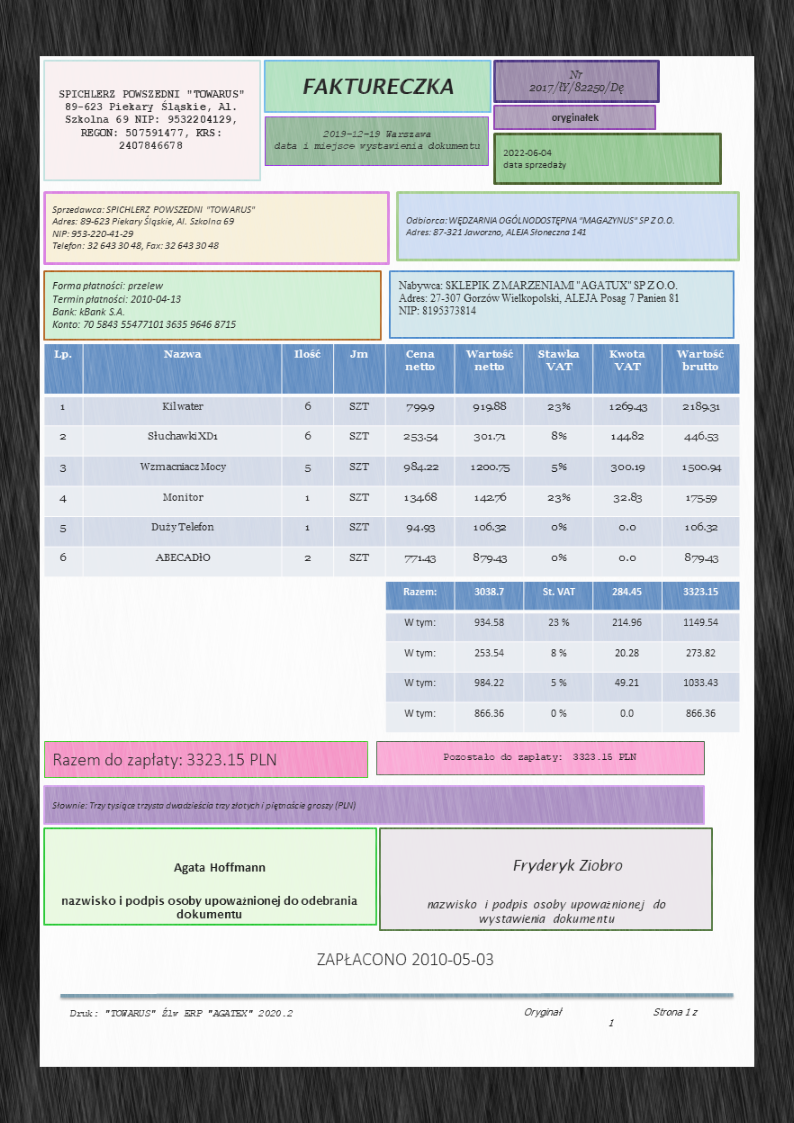 SPICHLERZ POWSZEDNI "TOWARUS"
89-623 Piekary Śląskie, Al.
Szkolna 69 NIP: 9532204129,
REGON: 507591477, KRS:
2407846678
FAKTURECZKA
2019-12-19 Warszawa
data i miejsce wystawienia dokumentu
Nr
2017/łY/82250/Dę
oryginałek
2022-06-04
data sprzedaży
Sprzedawca: SPICHLERZ POWSZEDNI "TOWARUS"
Adres: 89-623 Piekary Śląskie, Al. Szkolna 69
NIP: 953-220-41-29
Telefon: 32 643 30 48, Fax: 32 643 30 48
Odbiorca: WĘDZARNIA OGÓLNODOSTĘPNA "MAGAZYNUS" SP Z O.O.
Adres: 87-321 Jaworzno, ALEJA Słoneczna 141
Forma płatności: przelew
Termin płatności: 2010-04-13
Bank: kBank S.A.
Konto: 70 5843 55477101 3635 9646 8715
Nabywca: SKLEPIK Z MARZENIAMI "AGATUX" SP Z O.O.
Adres: 27-307 Gorzów Wielkopolski, ALEJA Posag 7 Panien 81
NIP: 8195373814
Lp. Nazwa Ilość Jm Cena netto Wartość netto Stawka VAT Kwota VAT Wartość brutto
1 Kilwater 6 SZT 799.9 919.88 23% 1269.43 2189.31
2 Słuchawki XD1 6 SZT 253.54 301.71 8% 144.82 446.53
3 Wzmacniacz Mocy 5 SZT 984.22 1200.75 5% 300.19 1500.94
4 Monitor 1 SZT 134.68 142.76 23% 32.83 175.59
5 Duży Telefon 1 SZT 94.93 106.32 0% 0.0 106.32
6 ABECADłO 2 SZT 771.43 879.43 0% 0.0 879.43
Razem: 3038.7 St. VAT 284.45 3323.15
W tym: 934.58 23 % 214.96 1149.54
W tym: 253.54 8 % 20.28 273.82
W tym: 984.22 5 % 49.21 1033.43
W tym: 866.36 0 % 0.0 866.36
Razem do zapłaty: 3323.15 PLN
Pozostało do zapłaty: 3323.15 PLN
Słownie: Trzy tysiące trzysta dwadzieścia trzy złotych i piętnaście groszy (PLN)
Agata Hoffmann
nazwisko i podpis osoby upoważnionej do odebrania
dokumentu
Fryderyk Ziobro
nazwisko i podpis osoby upoważnionej do
wystawienia dokumentu
ZAPŁACONO 2010-05-03
Druk: "TOWARUS" Źlv ERP "AGATEX" 2020.2
Oryginał Strona 1 z
1